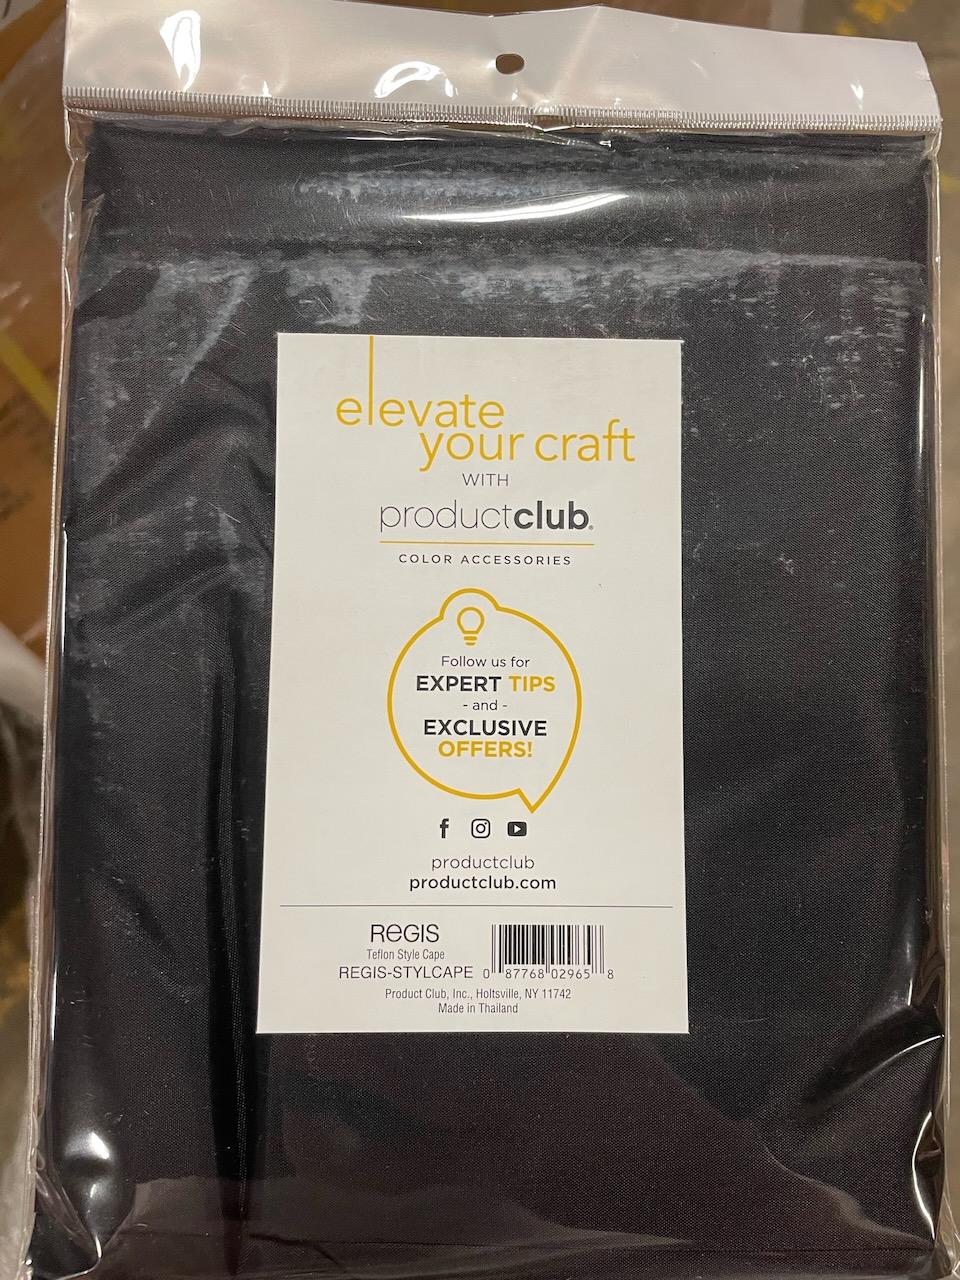 elevate
your craft
WITH
productclub®
COLOR ACCESSORIES
Follow us for
EXPERT TIPS
- and -
EXCLUSIVE
OFFERS!
productclub
productclub.com
REGIS
Teflon Style Cape
REGIS-STYLCAPE
0 87768 02965 8
Product Club, Inc., Holtsville, NY 11742
Made in Thailand